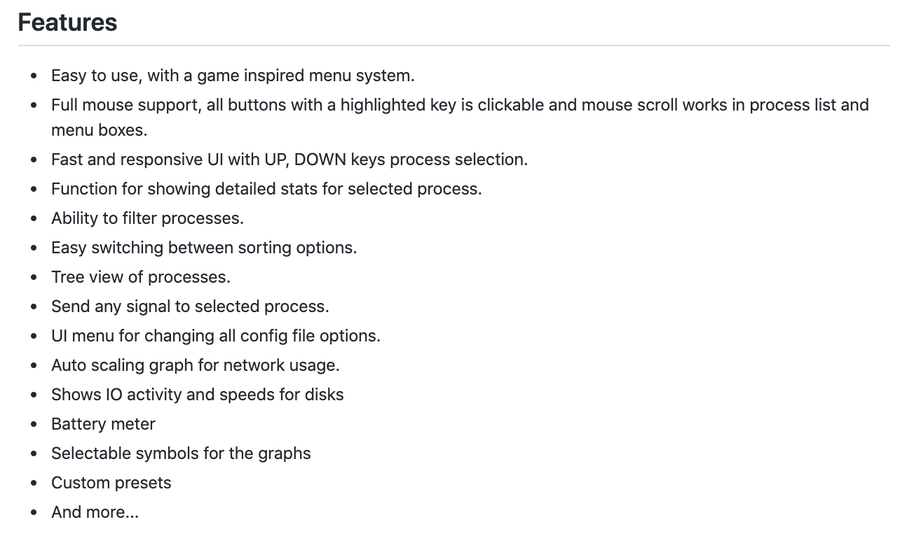 Features
• Easy to use, with a game inspired menu system.
• Full mouse support, all buttons with a highlighted key is clickable and mouse scroll works in process list and
menu boxes.
• Fast and responsive UI with UP, DOWN keys process selection.
• Function for showing detailed stats for selected process.
• Ability to filter processes.
• Easy switching between sorting options.
• Tree view of processes.
• Send any signal to selected process.
• UI menu for changing all config file options.
• Auto scaling graph for network usage.
• Shows IO activity and speeds for disks
• Battery meter
• Selectable symbols for the graphs
• Custom presets
• And more...